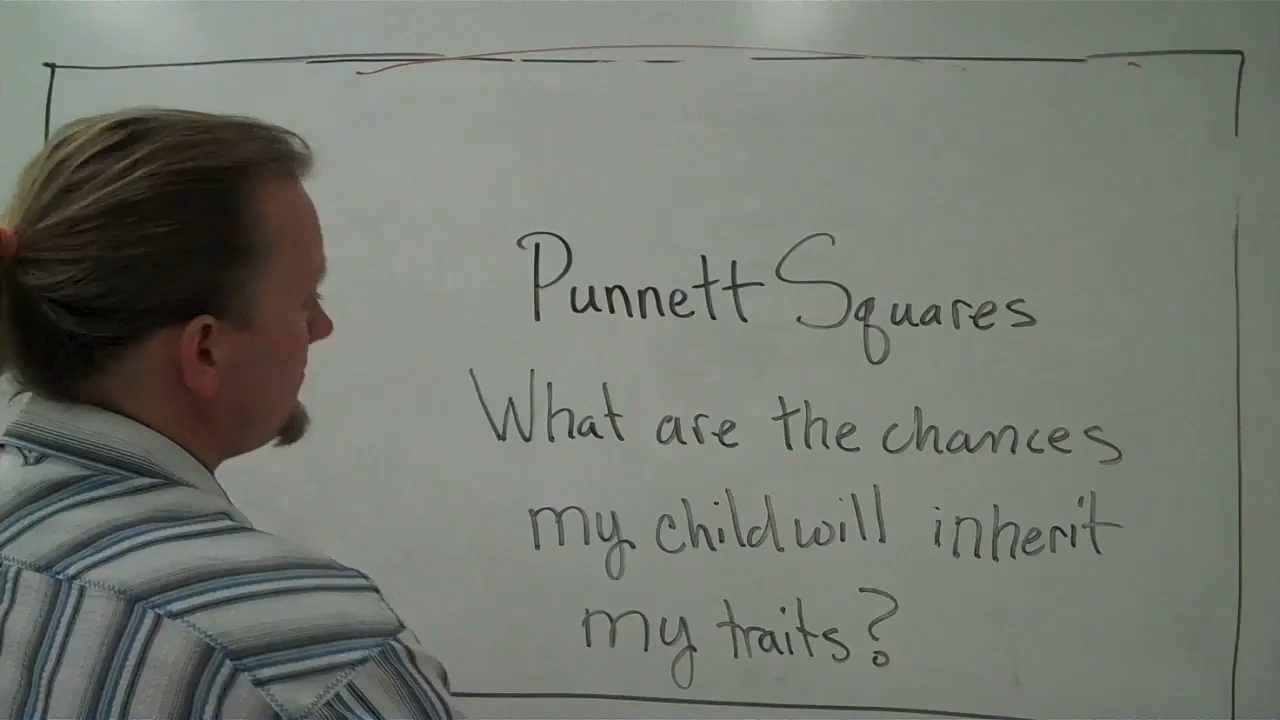 Punnett Squares
What are the chances
my child will inherit
my traits?